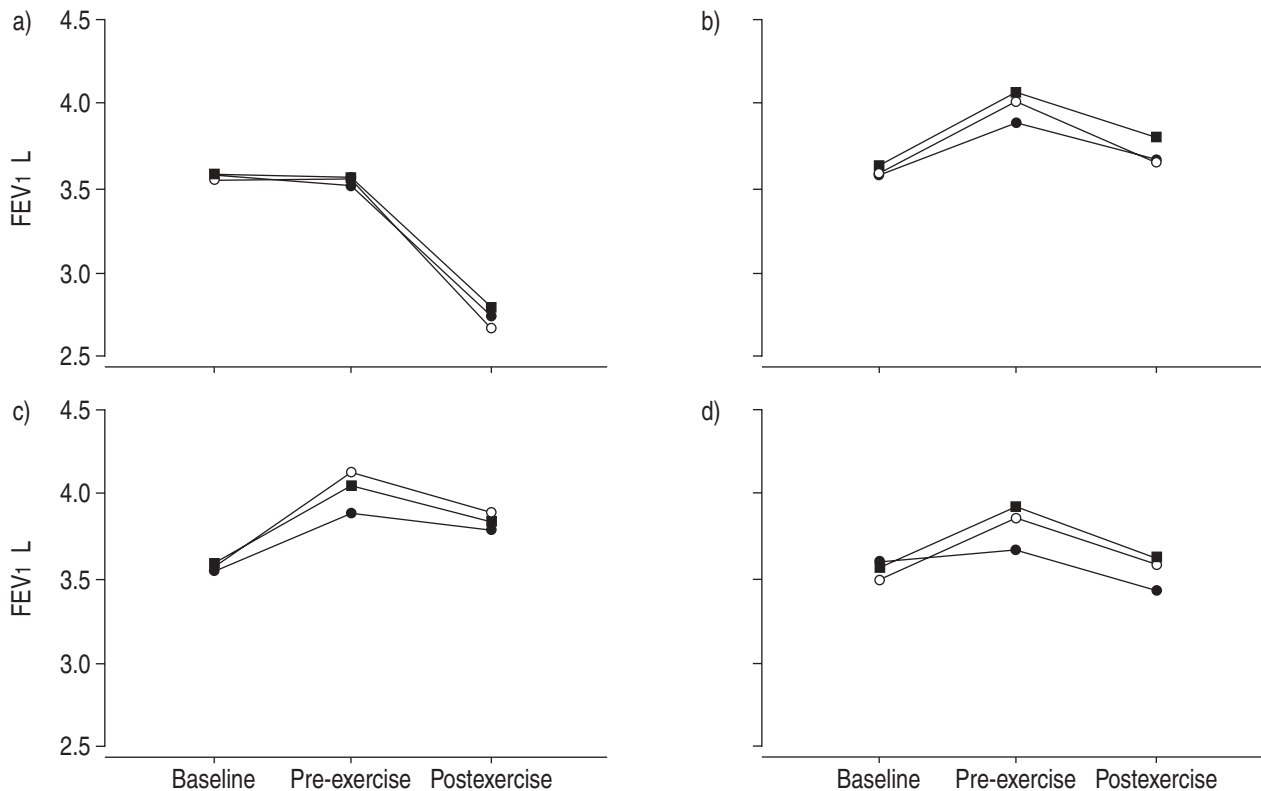 a)
4.5
4.0
3.5
3.0
2.5
FEV1 L
b)
c)
4.5
4.0
3.5
3.0
2.5
FEV1 L
Baseline Pre-exercise Postexercise
d)
Baseline Pre-exercise Postexercise